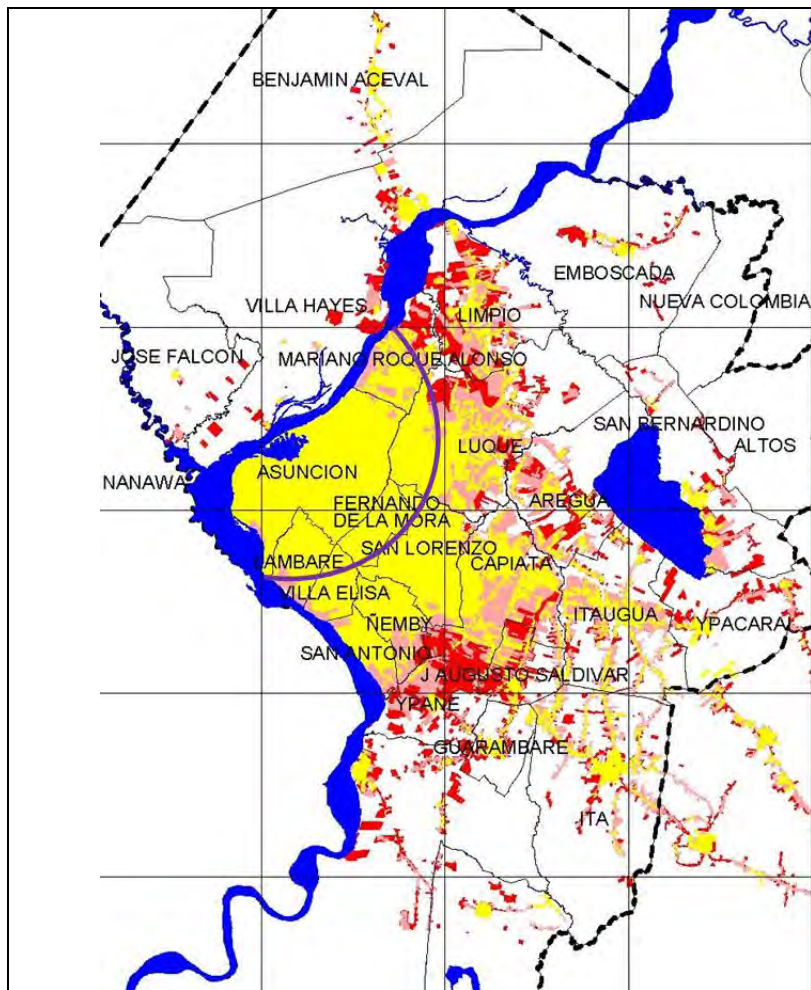 BENJAMIN ACEVAL
EMBOSCADA
NUEVA COLOMBIA
VILLA HAYES
LIMPIO
JOSE FALCON
MARIANO ROQUE ALONSO
SAN BERNARDINO
LUQUE
ALTOS
ASUNCION
NANAWA
AREGUA
FERNANDO
DE LA MORA
SAN LORENZO
LAMBARE
CAPIATA
VILLA ELISA
ITAUGUA
ÑEMBY
YPACARAI
SAN ANTONIO
J AUGUSTO SALDIVAR
YPANE
GUARAMBARE
ITA